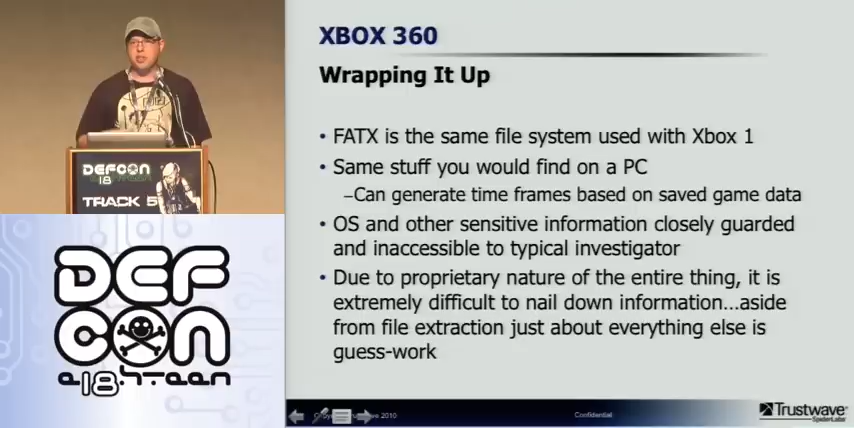 DEFCON
18
TRACK 5
DEF
CON
e18hteen
XBOX 360
Wrapping It Up
• FATX is the same file system used with Xbox 1
• Same stuff you would find on a PC
–Can generate time frames based on saved game data
• OS and other sensitive information closely guarded
and inaccessible to typical investigator
• Due to proprietary nature of the entire thing, it is
extremely difficult to nail down information…aside
from file extraction just about everything else is
guess-work
2010
Confidential
Trustwave
SpiderLabs